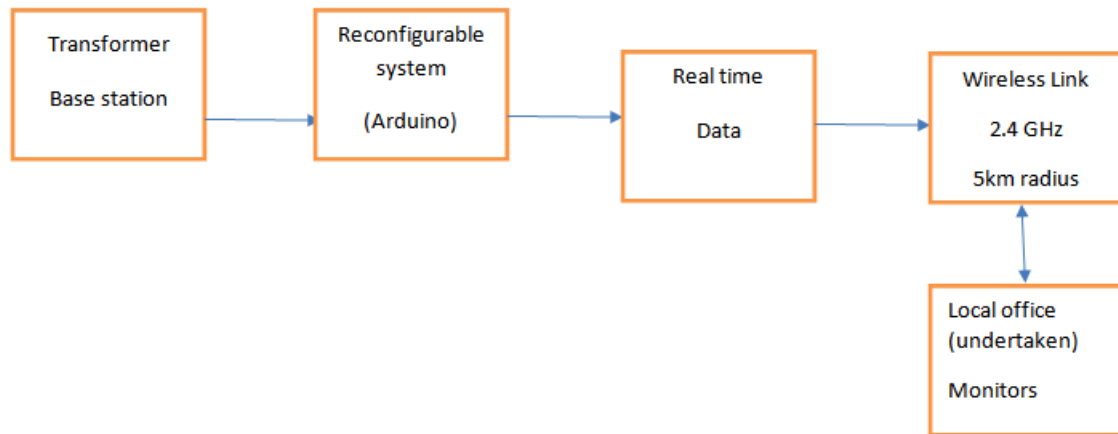 Transformer
Base station
Reconfigurable
system
(Arduino)
Real time
Data
Wireless Link
2.4 GHz
5km radius
Local office
(undertaken)
Monitors